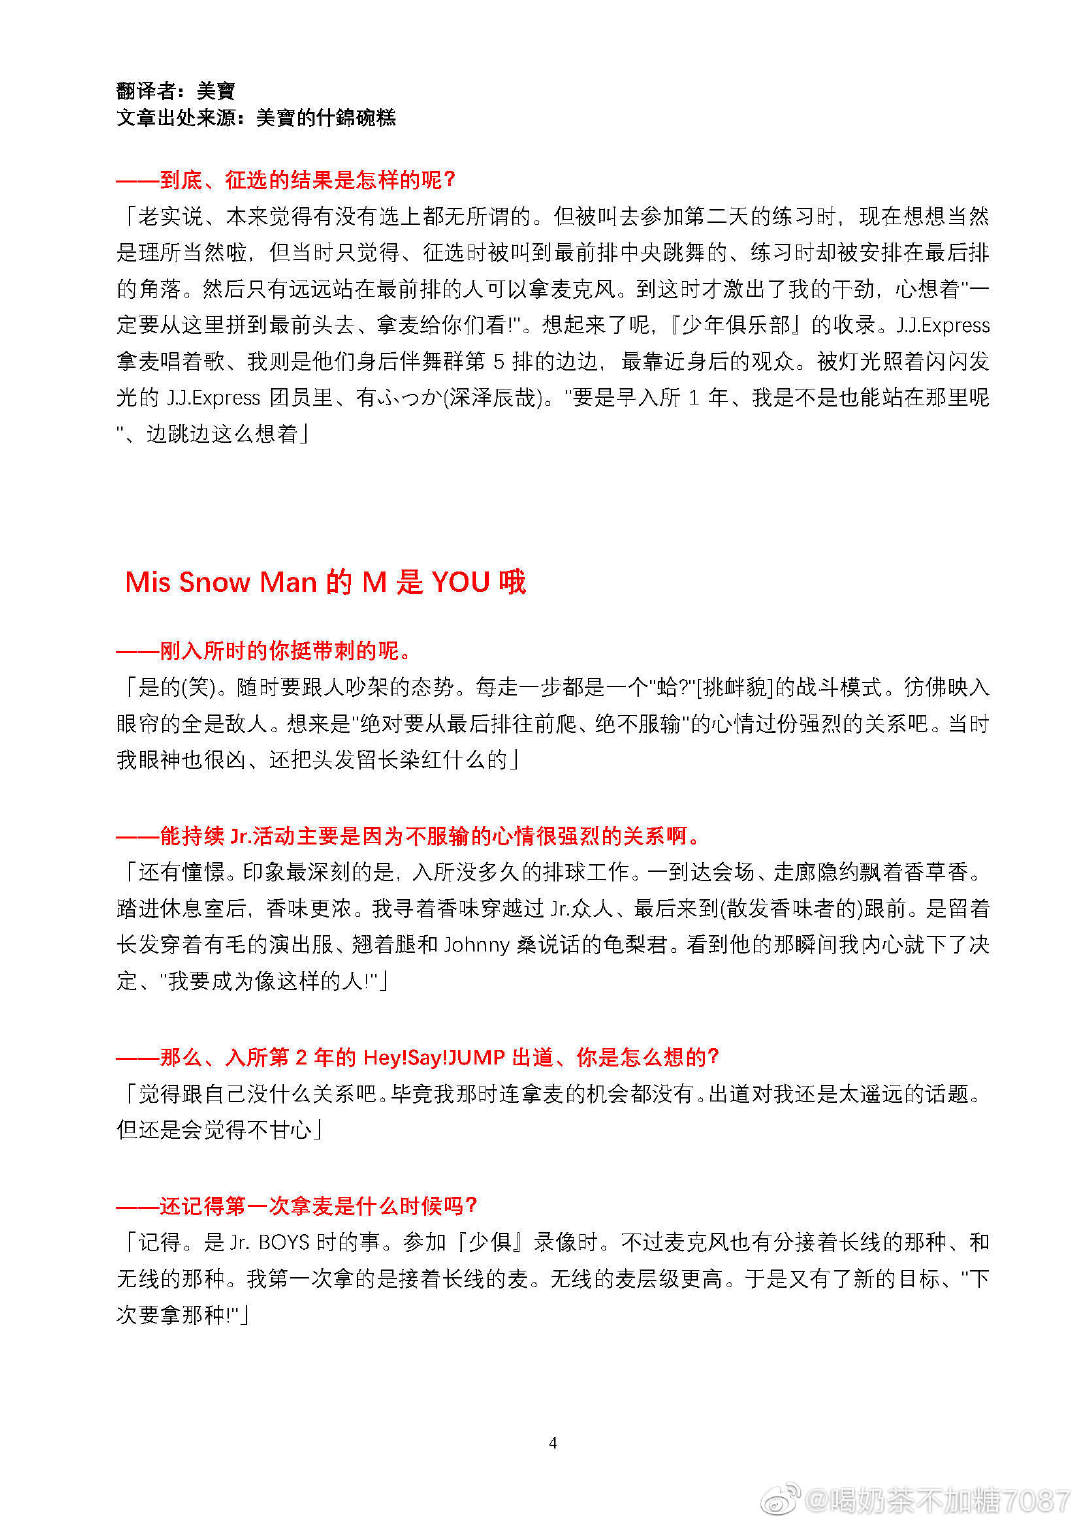 翻译者：美寶
文章出处来源：美寶的什錦碗糕
——到底、征选的结果是怎样的呢？
「老实说、本来觉得有没有选上都无所谓的。但被叫去参加第二天的练习时，现在想想当然
是理所当然啦，但当时只觉得、征选时被叫到最前排中央跳舞的、练习时却被安排在最后排
的角落。然后只有远远站在最前排的人可以拿麦克风。到这时才激出了我的干劲，心想着"一
定要从这里拼到最前头去、拿麦给你们看!"。想起来了呢，『少年俱乐部』的收录。J.J.Express
拿麦唱着歌、我则是他们身后伴舞群第 5 排的边边，最靠近身后的观众。被灯光照着闪闪发
光的 J.J.Express 团员里、有ふっか(深泽辰哉)。"要是早入所 1 年、我是不是也能站在那里呢
"、边跳边这么想着」
Mis Snow Man 的 M 是 YOU 哦
——刚入所时的你挺带刺的呢。
「是的(笑)。随时要跟人吵架的态势。每走一步都是一个"蛤?"[挑衅貌]的战斗模式。彷佛映入
眼帘的全是敌人。想来是"绝对要从最后排往前爬、绝不服输"的心情过份强烈的关系吧。当时
我眼神也很凶、还把头发留长染红什么的」
——能持续 Jr.活动主要是因为不服输的心情很强烈的关系啊。
「还有憧憬。印象最深刻的是，入所没多久的排球工作。一到达会场、走廊隐约飘着香草香。
踏进休息室后，香味更浓。我寻着香味穿越过 Jr.众人、最后来到(散发香味者的)跟前。是留着
长发穿着有毛的演出服、翘着腿和 Johnny 桑说话的龟梨君。看到他的那瞬间我内心就下了决
定、"我要成为像这样的人!"」
——那么、入所第 2 年的 Hey!Say!JUMP 出道、你是怎么想的？
「觉得跟自己没什么关系吧。毕竟我那时连拿麦的机会都没有。出道对我还是太遥远的话题。
但还是会觉得不甘心」
——还记得第一次拿麦是什么时候吗？
「记得。是 Jr. BOYS 时的事。参加『少俱』录像时。不过麦克风也有分接着长线的那种、和
无线的那种。我第一次拿的是接着长线的麦。无线的麦层级更高。于是又有了新的目标、"下
次要拿那种!"」
4
@喝奶茶不加糖7087